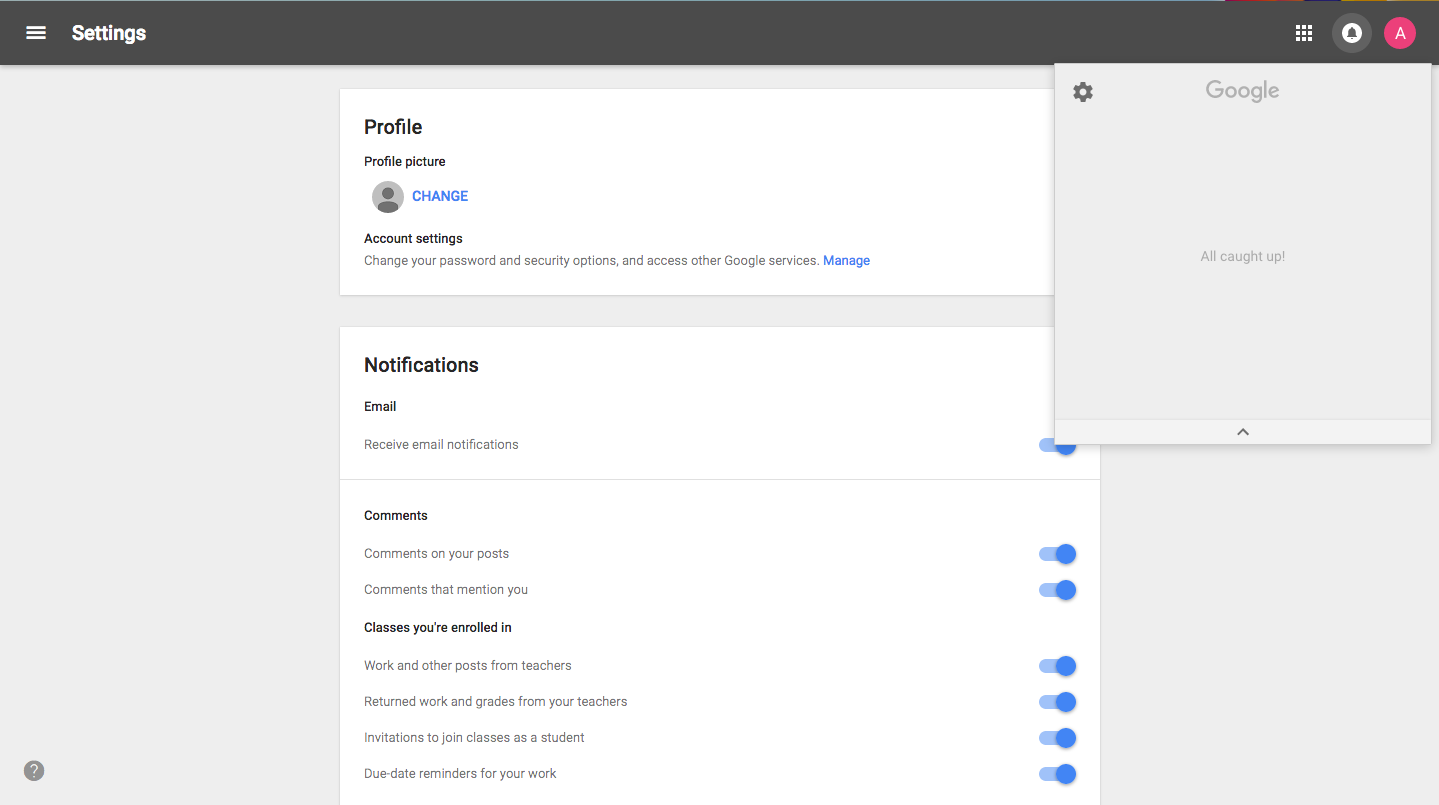 Settings
A
Google
All caught up!
Profile
Profile picture
CHANGE
Account settings
Change your password and security options, and access other Google services. Manage
Notifications
Email
Receive email notifications
Comments
Comments on your posts
Comments that mention you
Classes you're enrolled in
Work and other posts from teachers
Returned work and grades from your teachers
Invitations to join classes as a student
Due-date reminders for your work
?